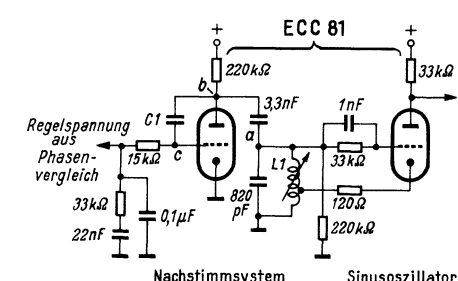 ECC 81
+
+
220kΩ
33kΩ
b
C1
3,3nF
1nF
a
Regelspannung
aus
Phasen-
vergleich
15kΩ
c
L1
33kΩ
33kΩ
0,1µF
820
pF
120Ω
22nF
220kΩ
Nachstimmsystem
Sinusoszillator